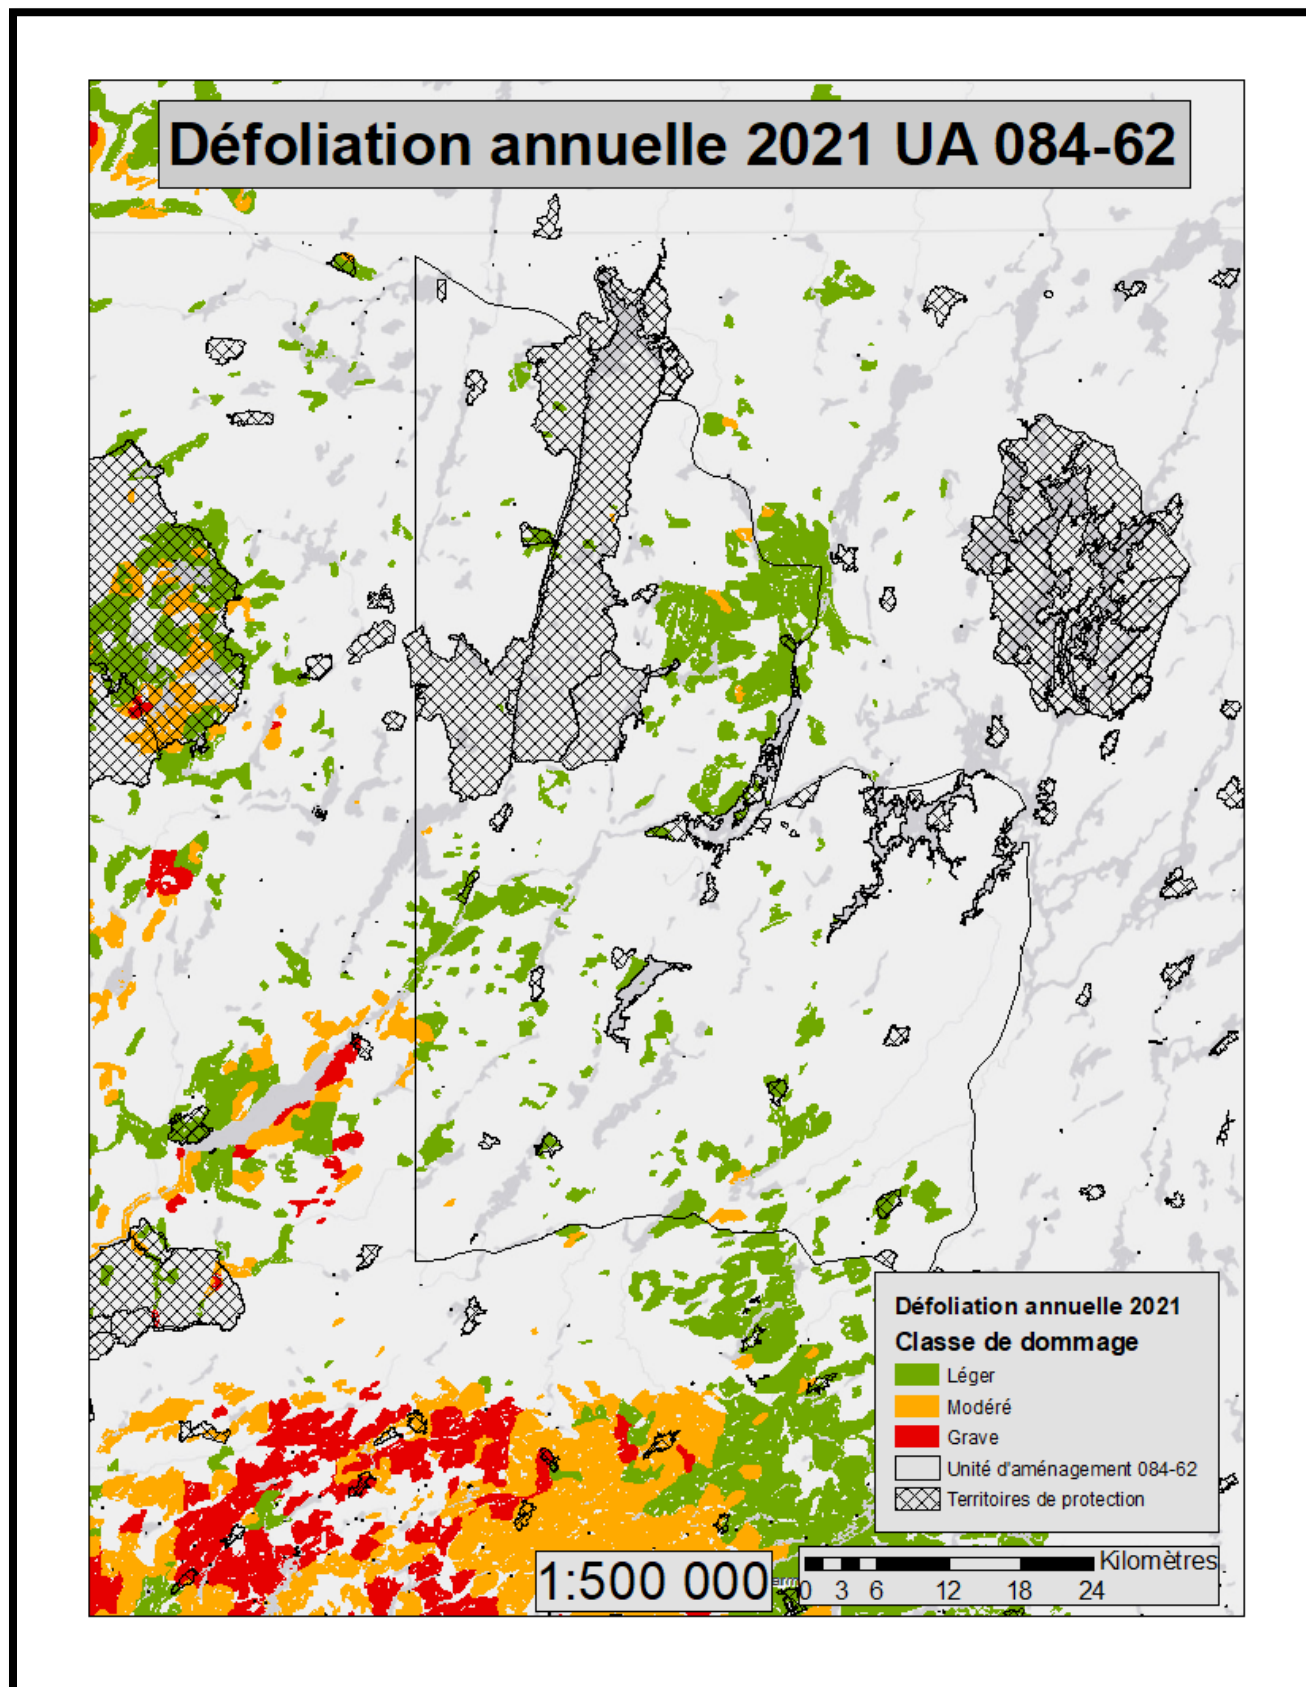 Défoliation annuelle 2021 UA 084-62
Défoliation annuelle 2021
Classe de dommage
Léger
Modéré
Grave
Unité d'aménagement 084-62
Territoires de protection
1:500 000
Kilomètres
0 3 6 12 18 24